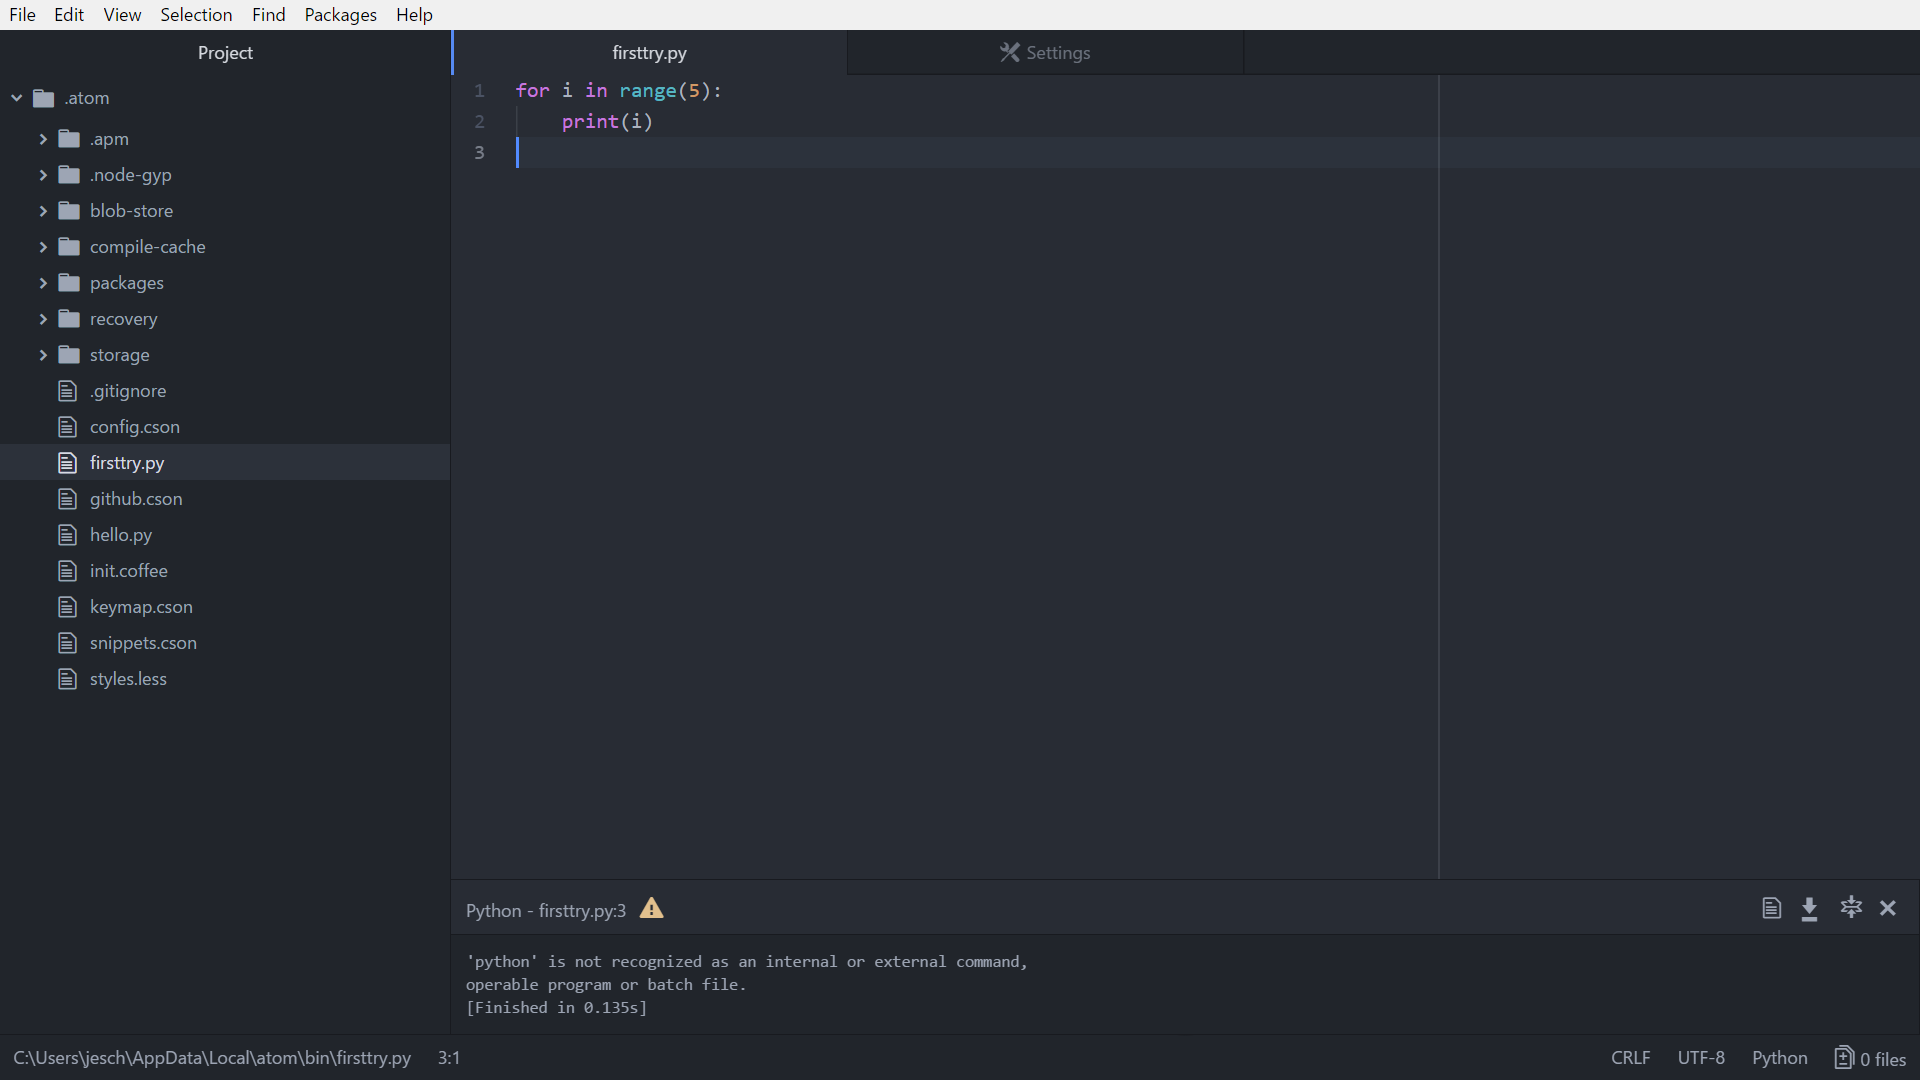 File Edit View Selection Find Packages Help
Project
firsttry.py
Settings
.atom
.apm
.node-gyp
blob-store
compile-cache
packages
recovery
storage
.gitignore
config.cson
firsttry.py
github.cson
hello.py
init.coffee
keymap.cson
snippets.cson
styles.less
1 for i in range(5):
2     print(i)
3
Python - firsttry.py:3
'python' is not recognized as an internal or external command,
operable program or batch file.
[Finished in 0.135s]
C:\Users\jesch\AppData\Local\atom\bin\firsttry.py 3:1 CRLF UTF-8 Python 0 files